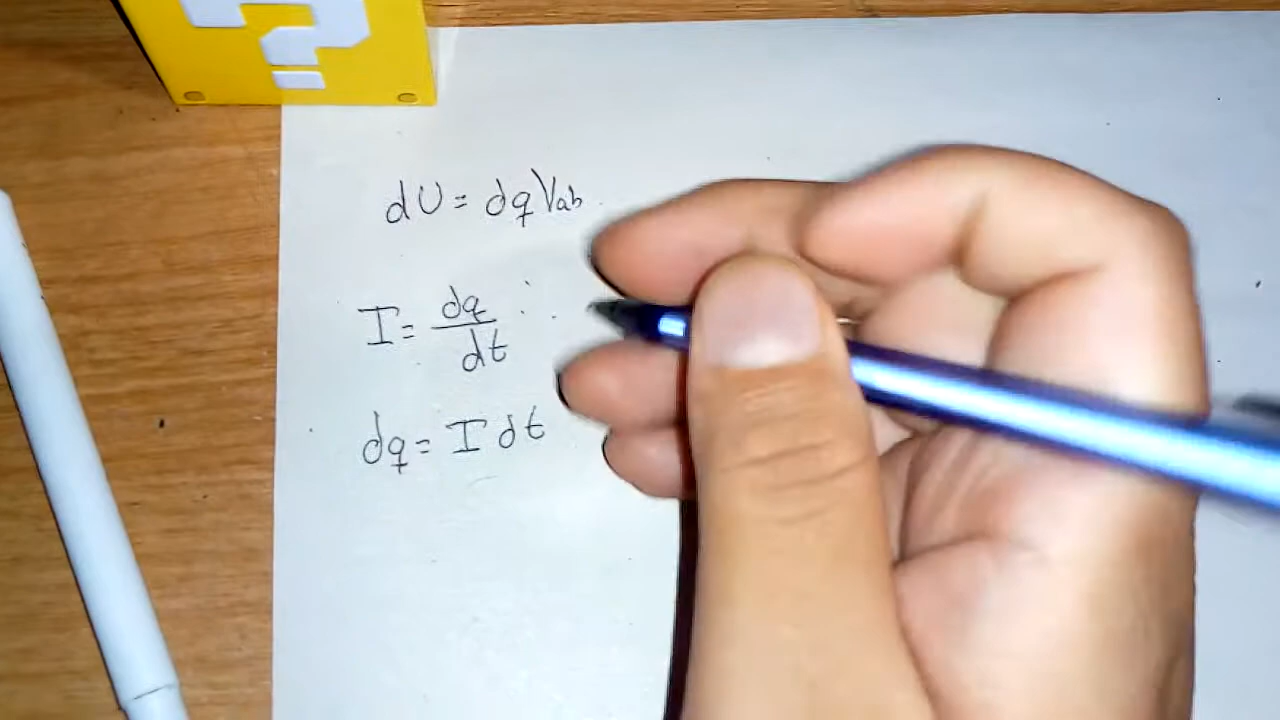 ?
dU = dq Vab
I = dq/dt ∴
dq = I dt